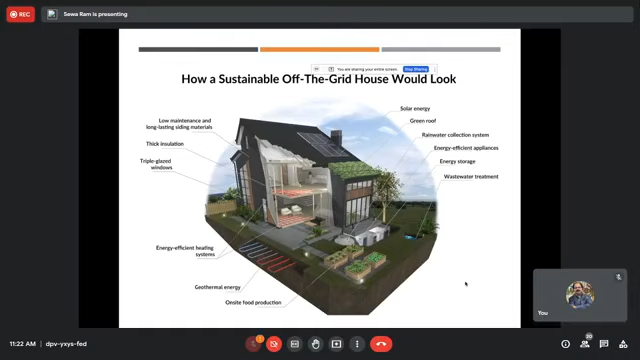 REC
Sewa Ram is presenting
You are sharing your entire screen.
Stop Sharing
How a Sustainable Off-The-Grid House Would Look
Low maintenance and
long-lasting siding materials
Thick insulation
Triple-glazed
windows
Energy-efficient heating
systems
Geothermal energy
Onsite food production
Solar energy
Green roof
Rainwater collection system
Energy-efficient appliances
Energy storage
Wastewater treatment
You
11:22 AM | dpv-yxys-fed